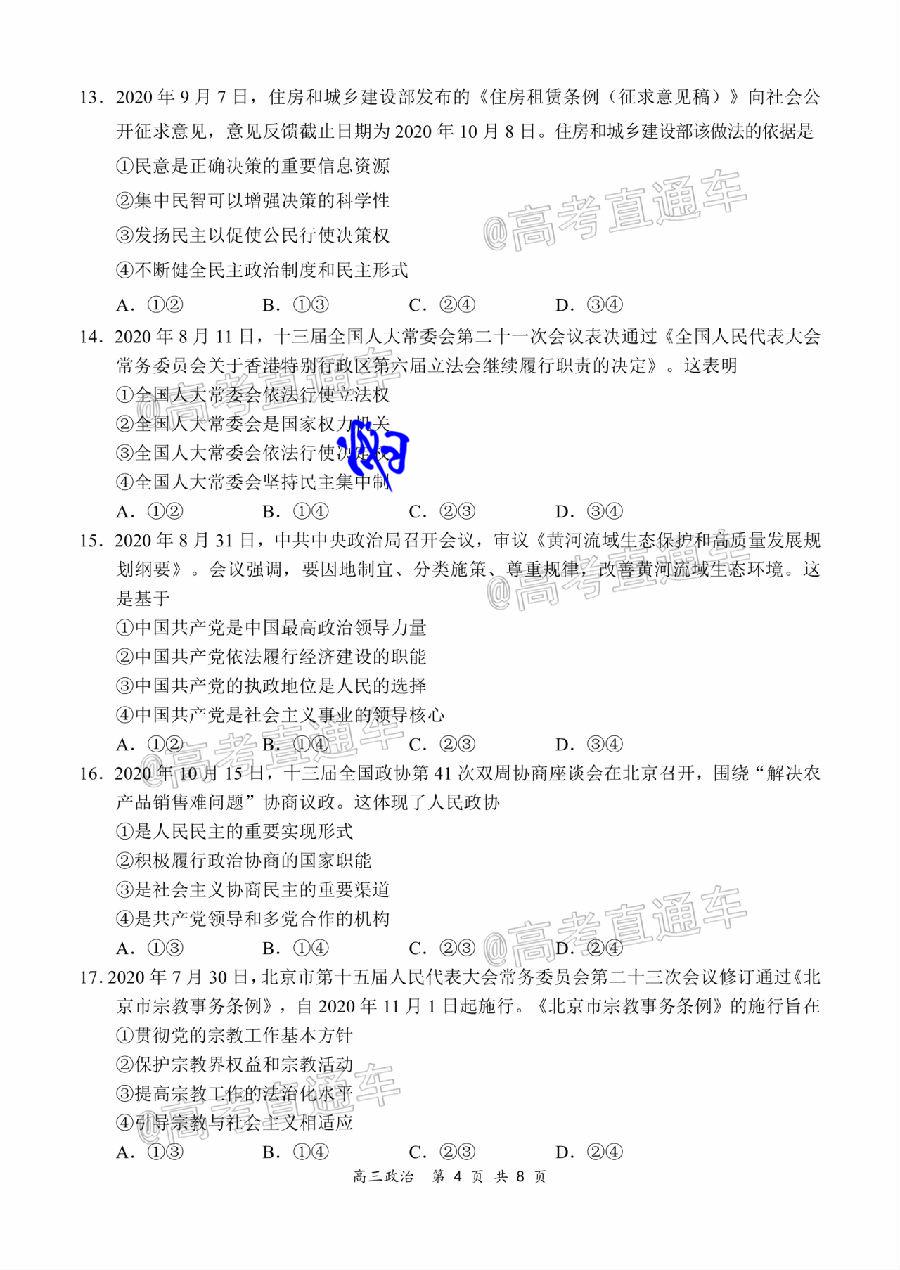 13．2020 年 9 月 7 日，住房和城乡建设部发布的《住房租赁条例（征求意见稿）》向社会公
开征求意见，意见反馈截止日期为 2020 年 10 月 8 日。住房和城乡建设部该做法的依据是
①民意是正确决策的重要信息资源
②集中民智可以增强决策的科学性
@高考直通车
③发扬民主以促使公民行使决策权
④不断健全民主政治制度和民主形式
A．①② B．①③ C．②④ D．③④
14．2020 年 8 月 11 日，十三届全国人大常委会第二十一次会议表决通过《全国人民代表大会
常务委员会关于香港特别行政区第六届立法会继续履行职责的决定》。这表明
@高考直通车
①全国人大常委会依法行使立法权
②全国人大常委会是国家权力机关
③全国人大常委会依法行使决定权
④全国人大常委会坚持民主集中制
A．①② B．①④ C．②③ D．③④
15．2020 年 8 月 31 日，中共中央政治局召开会议，审议《黄河流域生态保护和高质量发展规
划纲要》。会议强调，要因地制宜、分类施策、尊重规律，改善黄河流域生态环境。这
@高考直通车
是基于
①中国共产党是中国最高政治领导力量
②中国共产党依法履行经济建设的职能
③中国共产党的执政地位是人民的选择
④中国共产党是社会主义事业的领导核心
@高考直通车
A．①② B．①④ C．②③ D．③④
16．2020 年 10 月 15 日，十三届全国政协第 41 次双周协商座谈会在北京召开，围绕“解决农
产品销售难问题”协商议政。这体现了人民政协
①是人民民主的重要实现形式
②积极履行政治协商的国家职能
③是社会主义协商民主的重要渠道
④是共产党领导和多党合作的机构
@高考直通车
A．①③ B．①④ C．②③ D．②④
17. 2020 年 7 月 30 日，北京市第十五届人民代表大会常务委员会第二十三次会议修订通过《北
京市宗教事务条例》，自 2020 年 11 月 1 日起施行。《北京市宗教事务条例》的施行旨在
①贯彻党的宗教工作基本方针
②保护宗教界权益和宗教活动
③提高宗教工作的法治化水平
④引导宗教与社会主义相适应
@高考直通车
A．①③ B．①④ C．②③ D．②④
高三政治 第 4 页 共 8 页